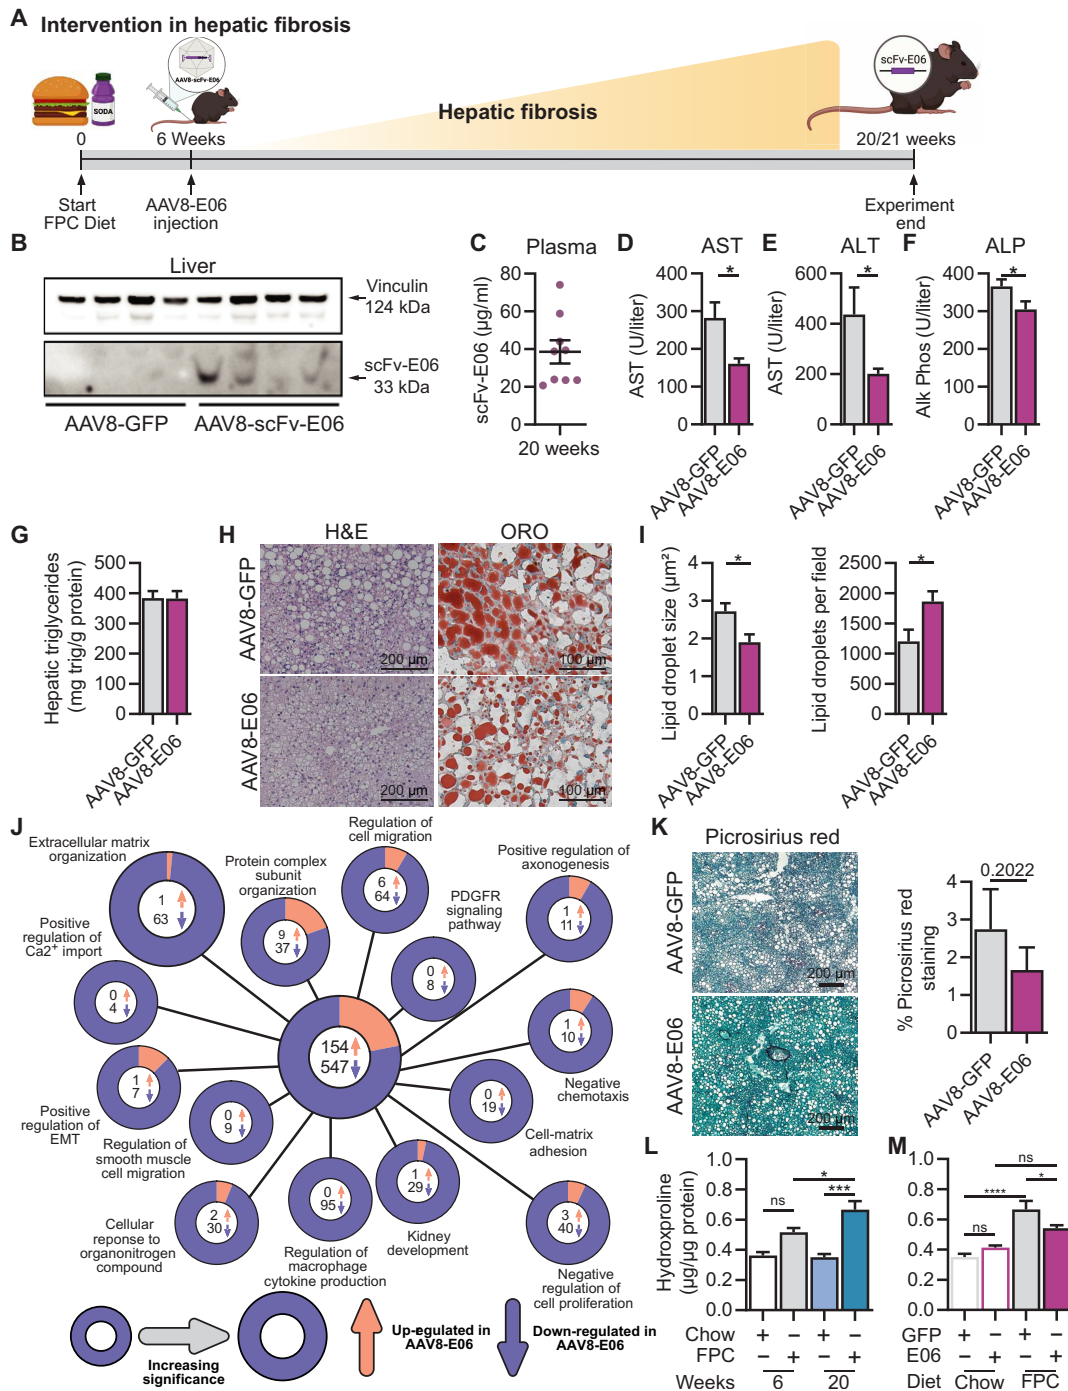 A Intervention in hepatic fibrosis
AAV8-scFv-E06
SODA
scFv-E06
Hepatic fibrosis
0
6 Weeks
20/21 weeks
Start
FPC Diet
AAV8-E06
injection
Experiment
end
B
Liver
Vinculin
124 kDa
scFv-E06
33 kDa
AAV8-GFP
AAV8-scFv-E06
C
Plasma
scFv-E06 (µg/ml)
80
60
40
20
0
20 weeks
D
AST
AST (U/liter)
400
300
200
100
0
*
AAV8-GFP
AAV8-E06
E
ALT
AST (U/liter)
600
400
200
0
*
AAV8-GFP
AAV8-E06
F
ALP
Alk Phos (U/liter)
400
300
200
100
0
*
AAV8-GFP
AAV8-E06
G
Hepatic triglycerides
(mg trig/g protein)
500
400
300
200
100
0
AAV8-GFP
AAV8-E06
H
H&E
ORO
AAV8-GFP
AAV8-E06
200 µm
100 µm
200 µm
100 µm
I
Lipid droplet size (µm²)
4
3
2
1
0
*
AAV8-GFP
AAV8-E06
Lipid droplets per field
2500
2000
1500
1000
500
0
*
AAV8-GFP
AAV8-E06
J
Extracellular matrix
organization
1
63
Protein complex
subunit
organization
9
37
Regulation of
cell migration
6
64
PDGFR
signaling
pathway
0
8
Positive regulation of
axonogenesis
1
11
Positive
regulation of
Ca2+ import
0
4
154
547
1
10
Negative
chemotaxis
Positive
regulation of
EMT
1
7
Regulation of
smooth muscle
cell migration
0
9
0
19
Cell-matrix
adhesion
Cellular
reponse to
organonitrogen
compound
2
30
0
95
Regulation of
macrophage
cytokine production
1
29
Kidney
development
3
40
Negative
regulation of
cell proliferation
Increasing
significance
Up-egulated in
AAV8-E06
Down-regulated in
AAV8-E06
K
Picrosirius red
AAV8-GFP
AAV8-E06
200 µm
200 µm
% Picrosirius red
staining
4
3
2
1
0
0.2022
AAV8-GFP
AAV8-E06
L
Hydroxproline
(µg/µg protein)
1.0
0.8
0.6
0.4
0.2
0.0
ns
*
***
Chow + – + –
FPC – + – +
Weeks 6 20
M
1.0
0.8
0.6
0.4
0.2
0.0
ns
****
*
ns
GFP + – + –
E06 – + – +
Diet Chow FPC